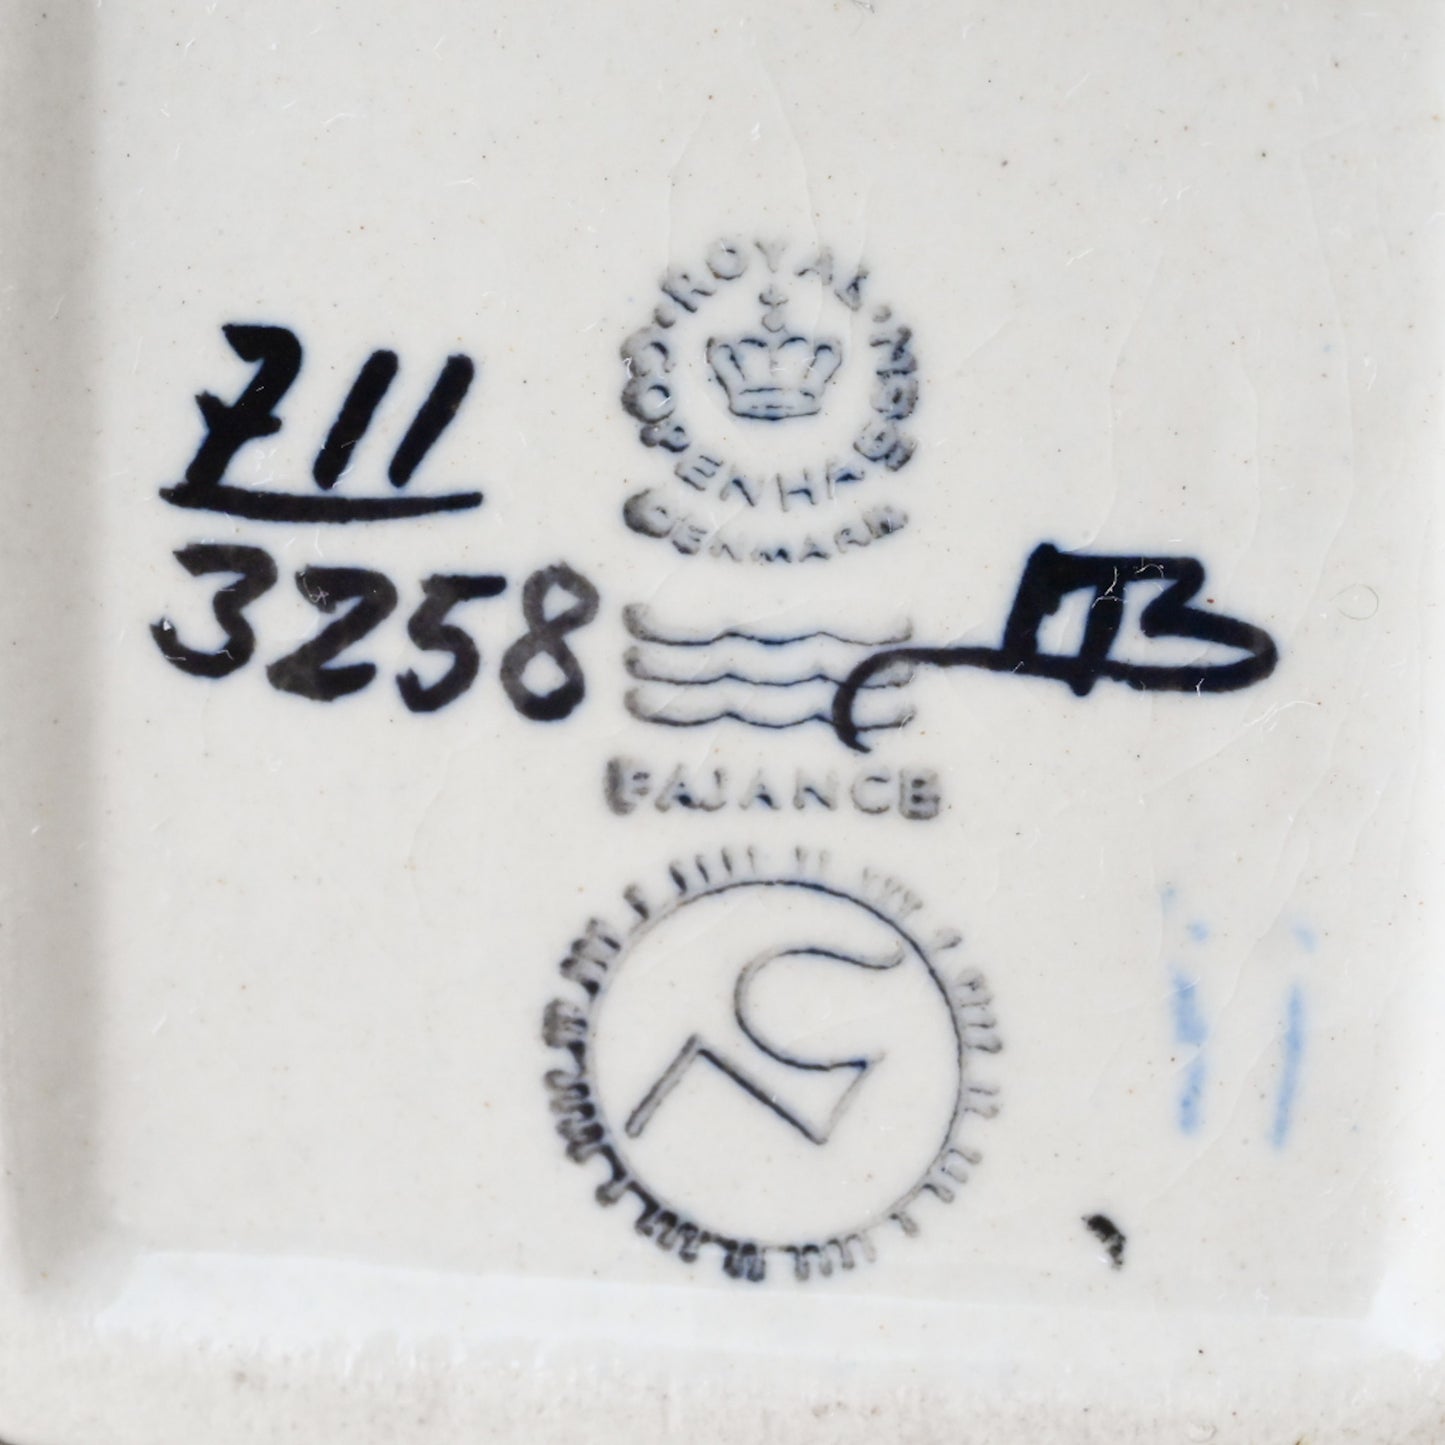 711
3258
ROYAL
COPENHAGEN
DENMARK
FAJANCE